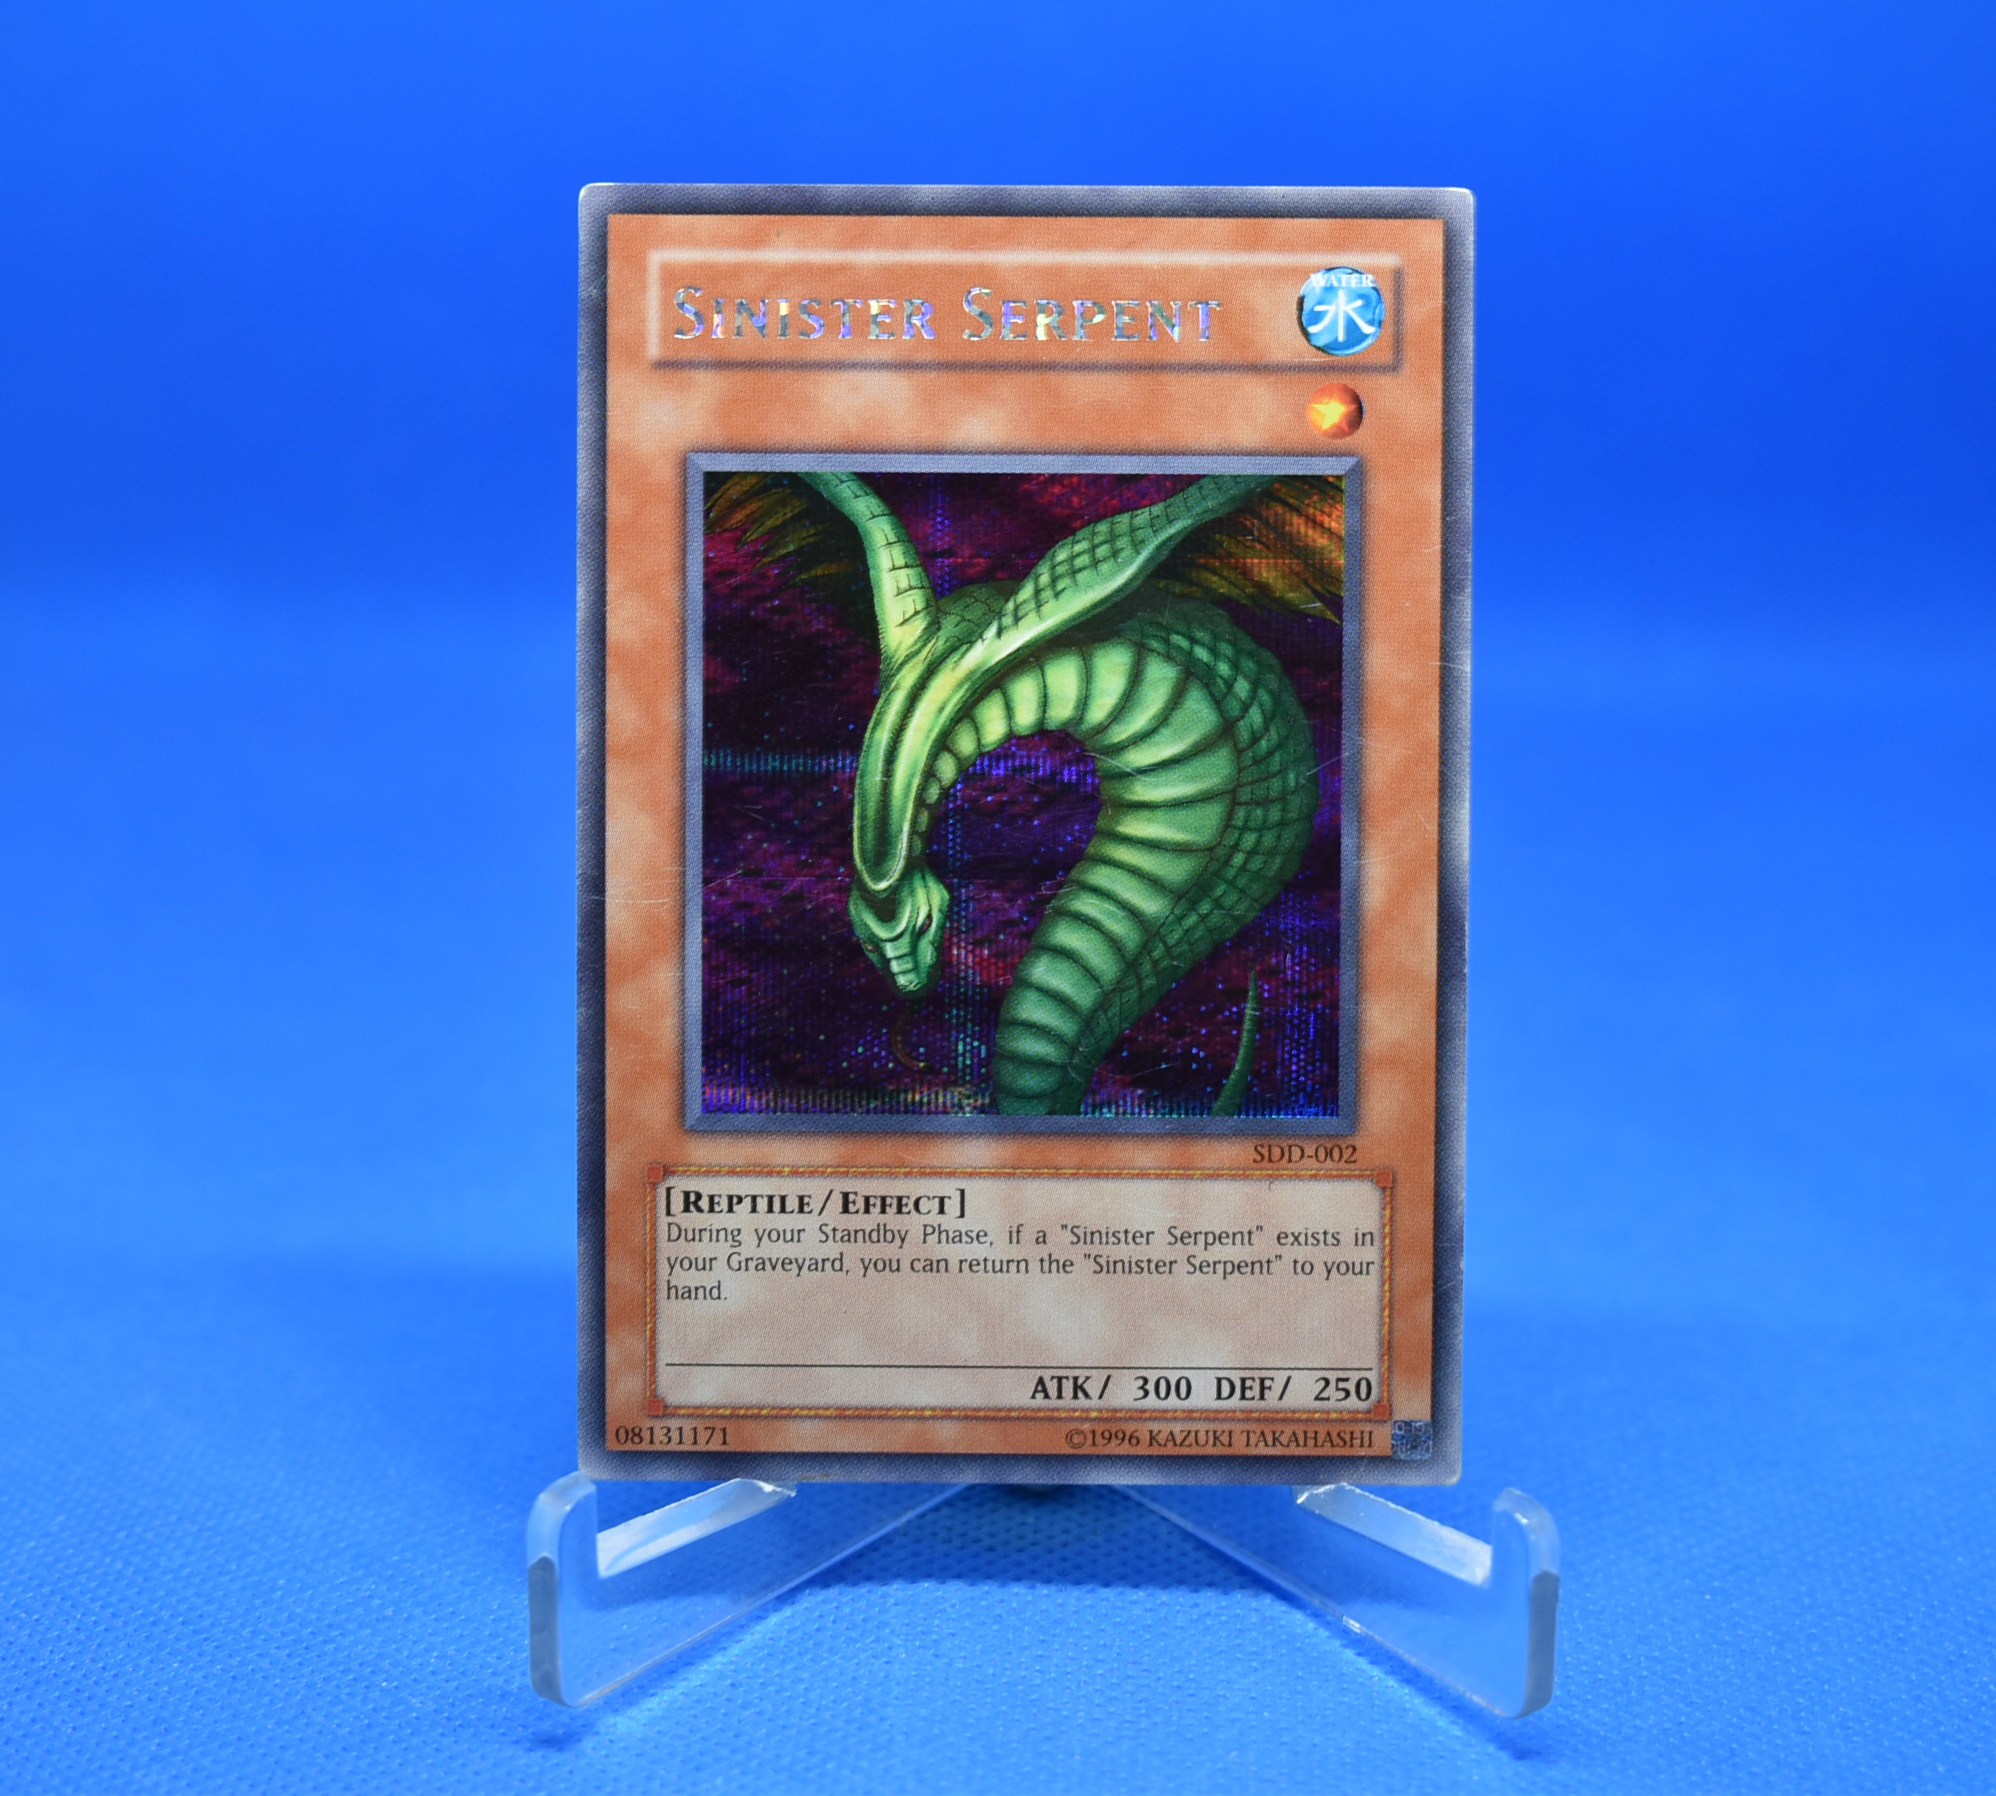 SINISTER SERPENT
WATER
水
SDD-002
[REPTILE/EFFECT]
During your Standby Phase, if a "Sinister Serpent" exists in
your Graveyard, you can return the "Sinister Serpent" to your
hand.
ATK/ 300 DEF/ 250
08131171
©1996 KAZUKI TAKAHASHI